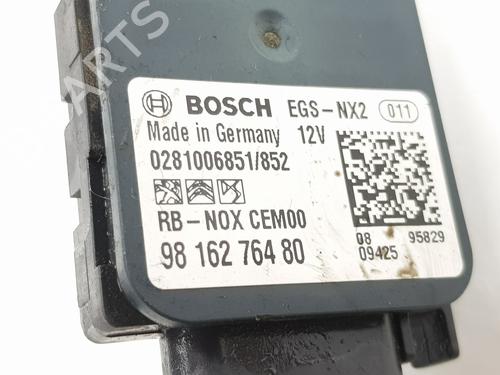 PARTS
BOSCH EGS-NX2 011
Made in Germany 12V
0281006851/852
RB-NOX CEM00
98 162 764 80
08 95829
09425